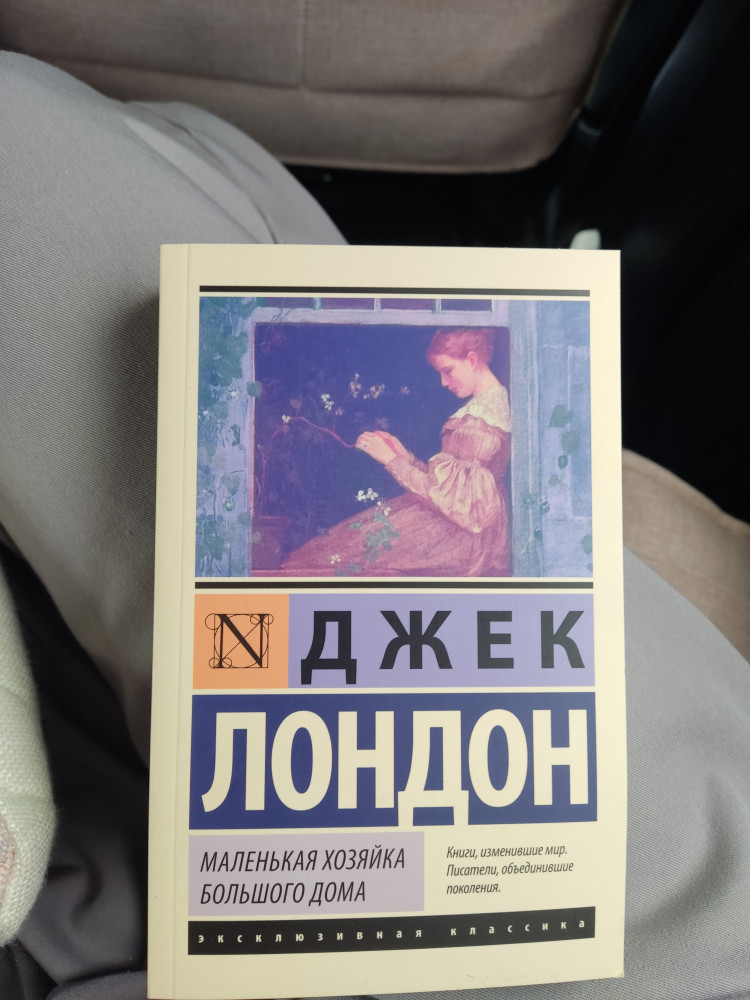 N ДЖЕК
ЛОНДОН
МАЛЕНЬКАЯ ХОЗЯЙКА
БОЛЬШОГО ДОМА
Книги, изменившие мир.
Писатели, объединившие
поколения.
эксклюзивная классика